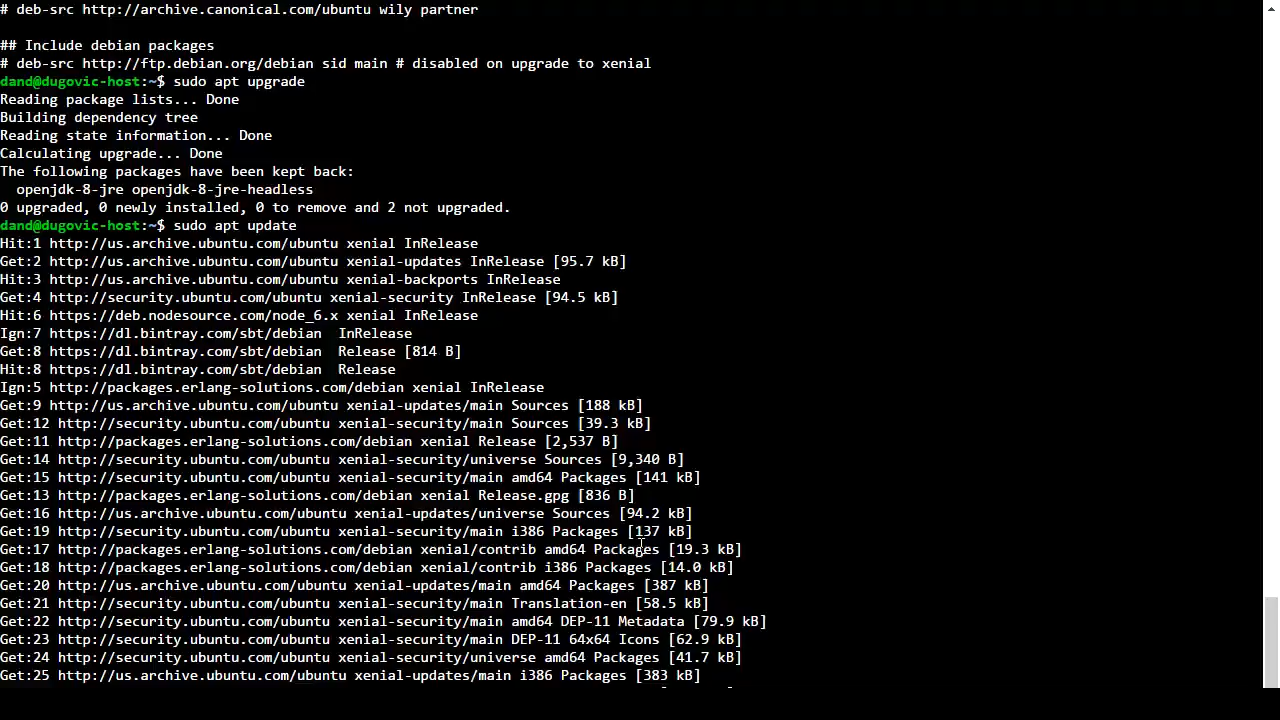 # deb-src http://archive.canonical.com/ubuntu wily partner
## Include debian packages
# deb-src http://ftp.debian.org/debian sid main # disabled on upgrade to xenial
dand@dugovic-host:~$ sudo apt upgrade
Reading package lists... Done
Building dependency tree
Reading state information... Done
Calculating upgrade... Done
The following packages have been kept back:
  openjdk-8-jre openjdk-8-jre-headless
0 upgraded, 0 newly installed, 0 to remove and 2 not upgraded.
dand@dugovic-host:~$ sudo apt update
Hit:1 http://us.archive.ubuntu.com/ubuntu xenial InRelease
Get:2 http://us.archive.ubuntu.com/ubuntu xenial-updates InRelease [95.7 kB]
Hit:3 http://us.archive.ubuntu.com/ubuntu xenial-backports InRelease
Get:4 http://security.ubuntu.com/ubuntu xenial-security InRelease [94.5 kB]
Hit:6 https://deb.nodesource.com/node_6.x xenial InRelease
Ign:7 https://dl.bintray.com/sbt/debian  InRelease
Get:8 https://dl.bintray.com/sbt/debian  Release [814 B]
Hit:8 https://dl.bintray.com/sbt/debian  Release
Ign:5 http://packages.erlang-solutions.com/debian xenial InRelease
Get:9 http://us.archive.ubuntu.com/ubuntu xenial-updates/main Sources [188 kB]
Get:12 http://security.ubuntu.com/ubuntu xenial-security/main Sources [39.3 kB]
Get:11 http://packages.erlang-solutions.com/debian xenial Release [2,537 B]
Get:14 http://security.ubuntu.com/ubuntu xenial-security/universe Sources [9,340 B]
Get:15 http://security.ubuntu.com/ubuntu xenial-security/main amd64 Packages [141 kB]
Get:13 http://packages.erlang-solutions.com/debian xenial Release.gpg [836 B]
Get:16 http://us.archive.ubuntu.com/ubuntu xenial-updates/universe Sources [94.2 kB]
Get:19 http://security.ubuntu.com/ubuntu xenial-security/main i386 Packages [137 kB]
Get:17 http://packages.erlang-solutions.com/debian xenial/contrib amd64 Packages [19.3 kB]
Get:18 http://packages.erlang-solutions.com/debian xenial/contrib i386 Packages [14.0 kB]
Get:20 http://us.archive.ubuntu.com/ubuntu xenial-updates/main amd64 Packages [387 kB]
Get:21 http://security.ubuntu.com/ubuntu xenial-security/main Translation-en [58.5 kB]
Get:22 http://security.ubuntu.com/ubuntu xenial-security/main amd64 DEP-11 Metadata [79.9 kB]
Get:23 http://security.ubuntu.com/ubuntu xenial-security/main DEP-11 64x64 Icons [62.9 kB]
Get:24 http://security.ubuntu.com/ubuntu xenial-security/universe amd64 Packages [41.7 kB]
Get:25 http://us.archive.ubuntu.com/ubuntu xenial-updates/main i386 Packages [383 kB]